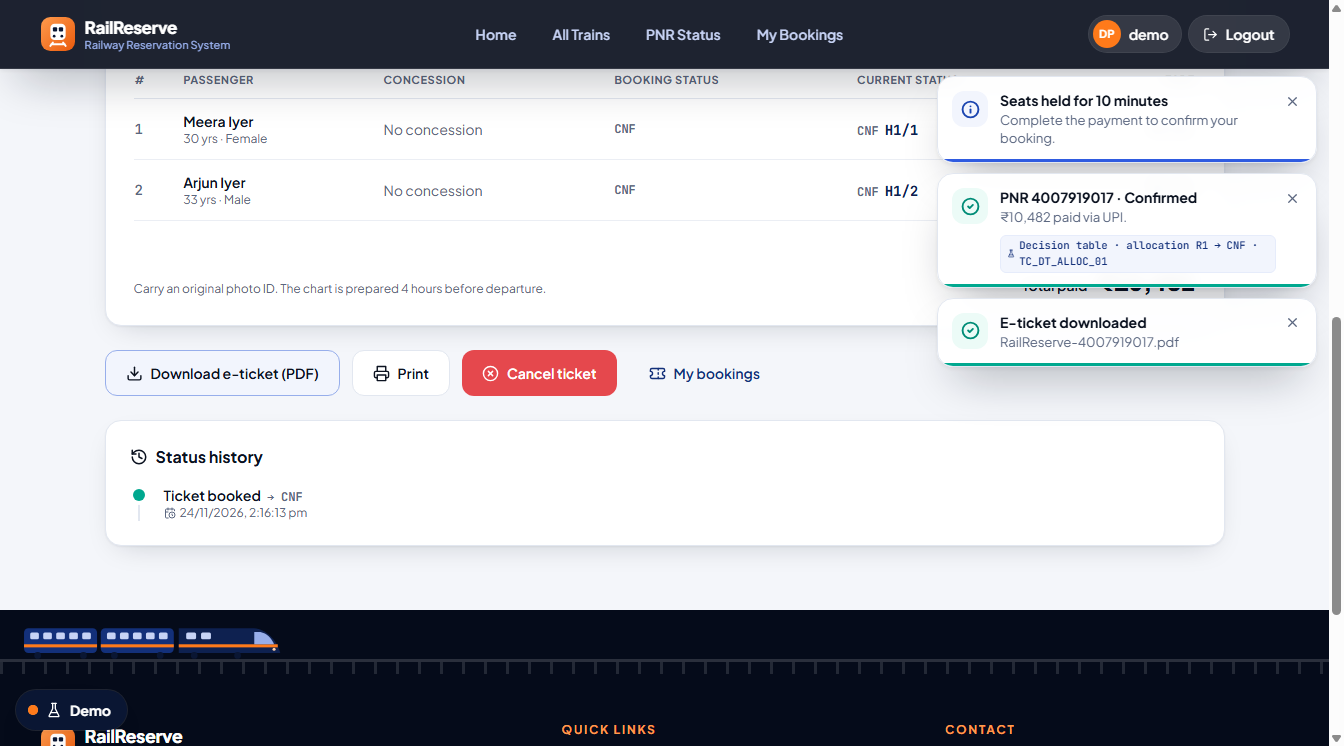 RailReserve
Railway Reservation System
Home
All Trains
PNR Status
My Bookings
DP demo
Logout
# PASSENGER CONCESSION BOOKING STATUS CURRENT
1 Meera Iyer No concession CNF CNF H1/1
30 yrs · Female
2 Arjun Iyer No concession CNF CNF H1/2
33 yrs · Male
Carry an original photo ID. The chart is prepared 4 hours before departure.
Total paid
Seats held for 10 minutes
Complete the payment to confirm your
booking.
PNR 4007919017 · Confirmed
₹10,482 paid via UPI.
Decision table · allocation R1 → CNF ·
TC_DT_ALLOC_01
E-ticket downloaded
RailReserve-4007919017.pdf
Download e-ticket (PDF)
Print
Cancel ticket
My bookings
Status history
Ticket booked → CNF
24/11/2026, 2:16:13 pm
Demo
RailReserve
QUICK LINKS
CONTACT